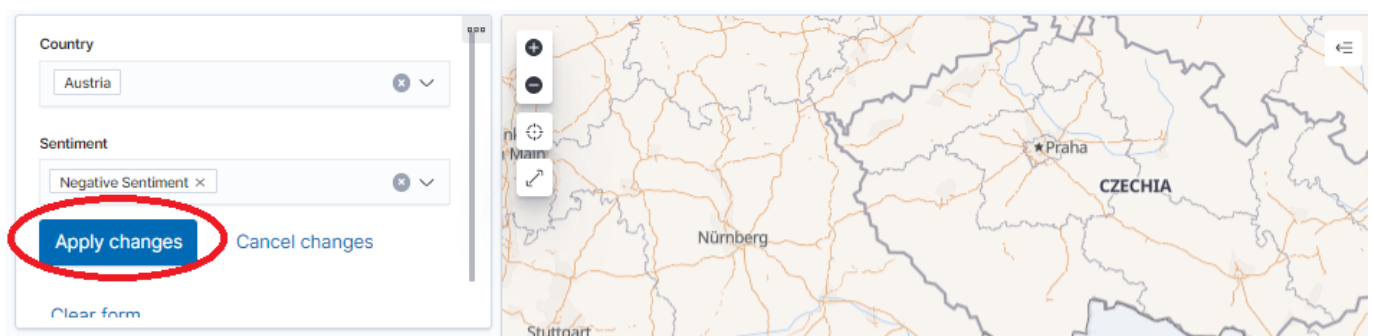 Country
Austria
Sentiment
Negative Sentiment ×
Apply changes
Cancel changes
Clear form
Main
Praha
CZECHIA
Nürnberg
Stuttgart